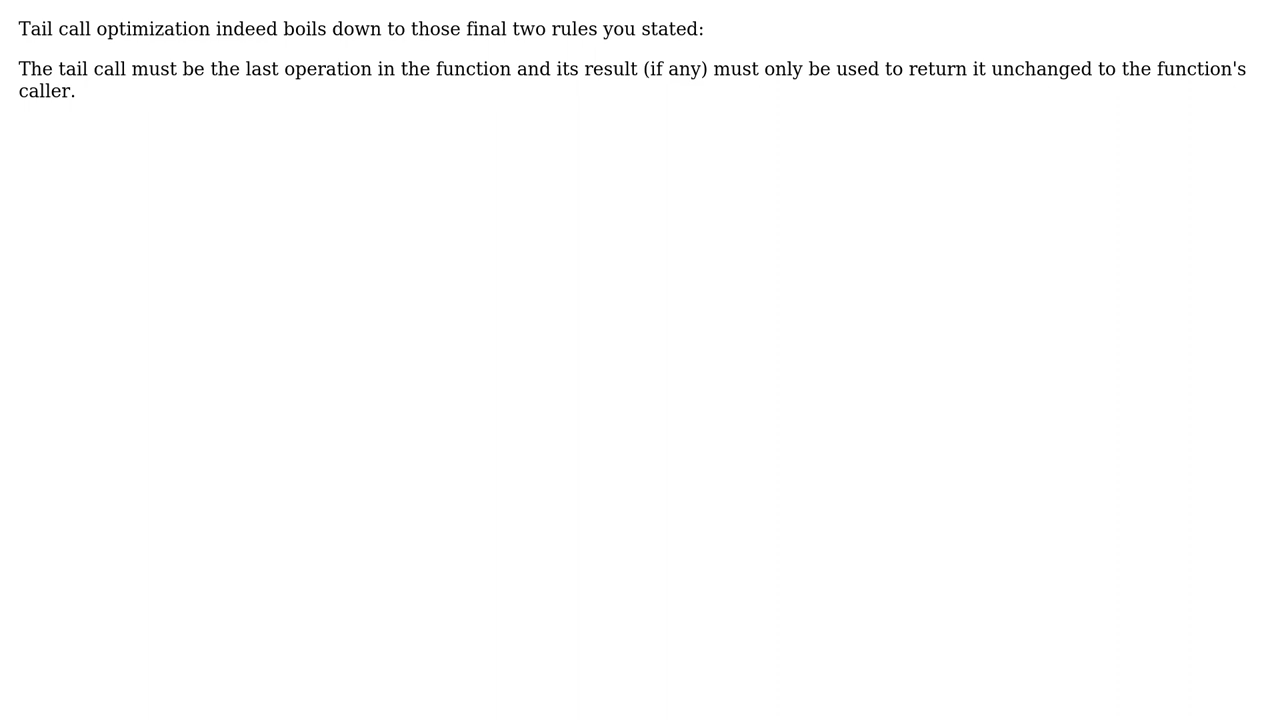 Tail call optimization indeed boils down to those final two rules you stated:
The tail call must be the last operation in the function and its result (if any) must only be used to return it unchanged to the function's
caller.